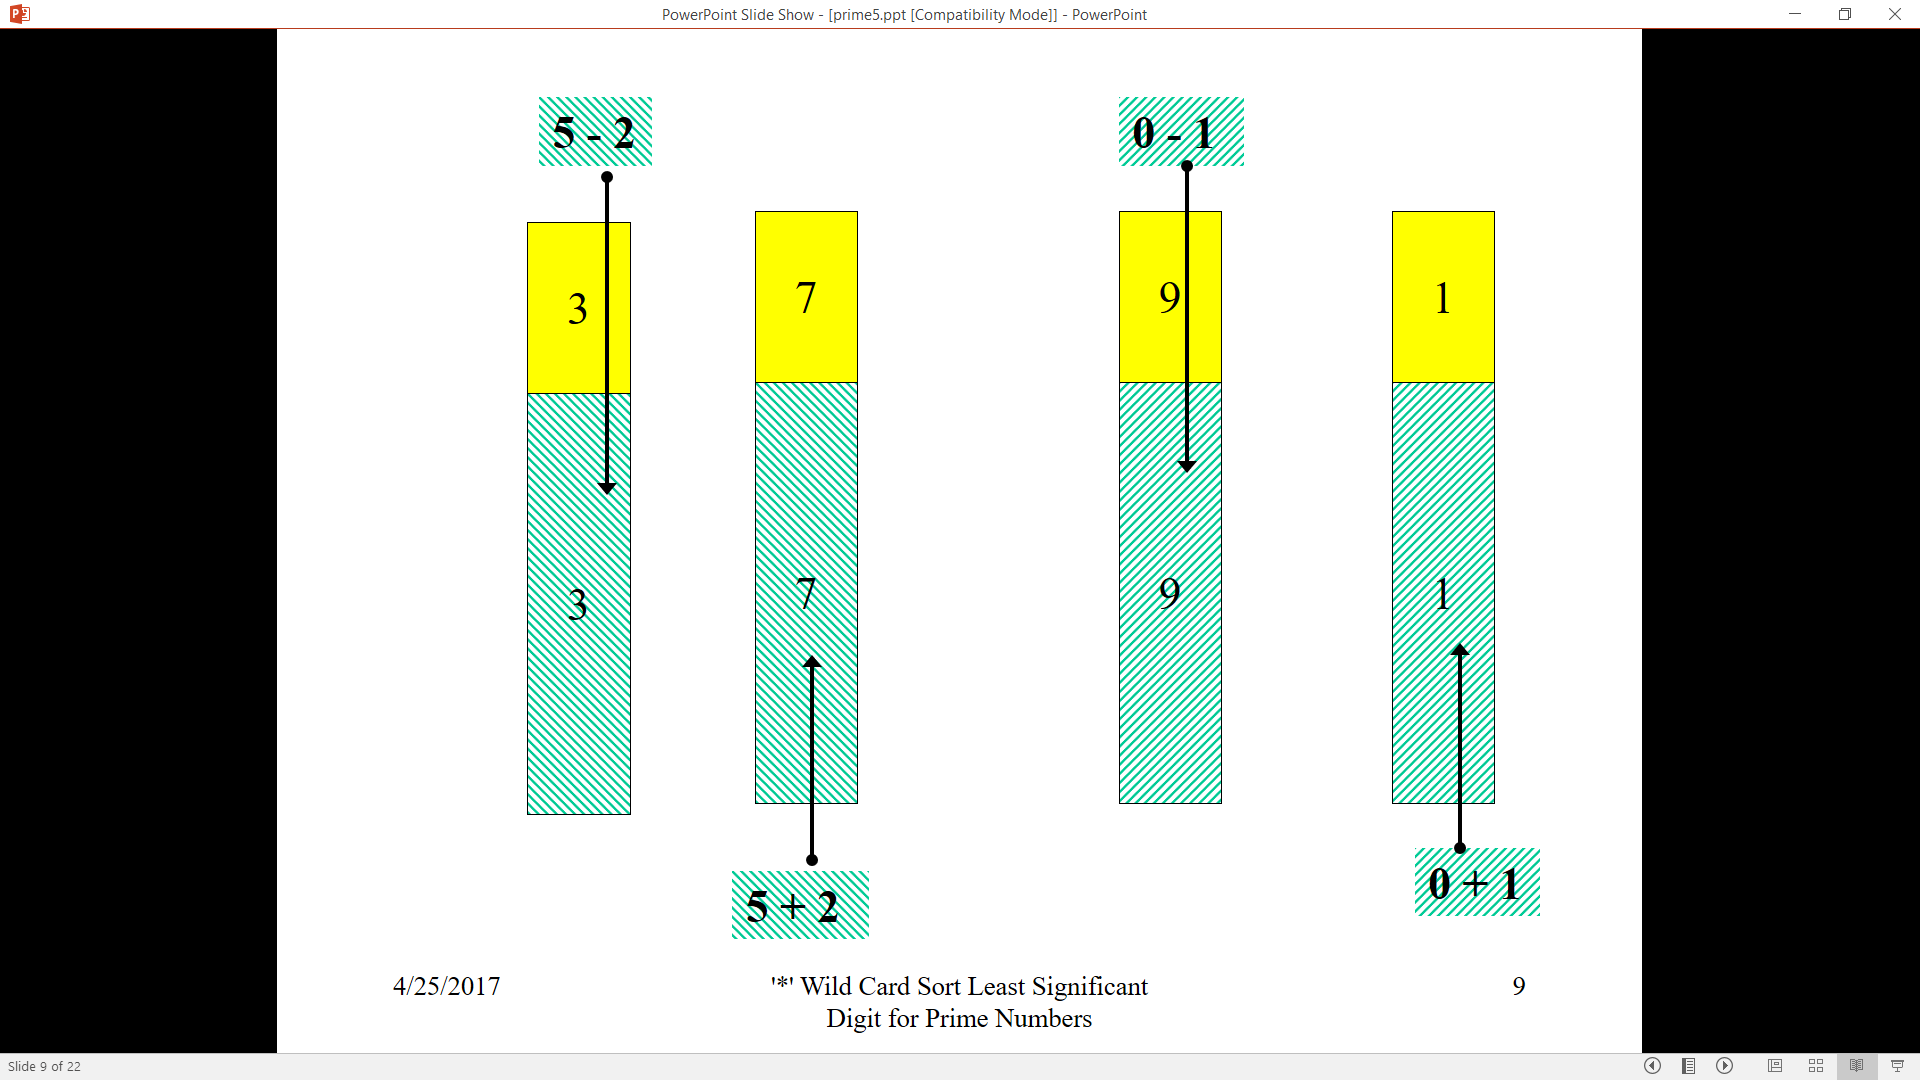 PowerPoint Slide Show - [prime5.ppt [Compatibility Mode]] - PowerPoint
5 - 2
0 - 1
3
7
9
1
3
7
9
1
5 + 2
0 + 1
4/25/2017
'*' Wild Card Sort Least Significant
Digit for Prime Numbers
9
Slide 9 of 22